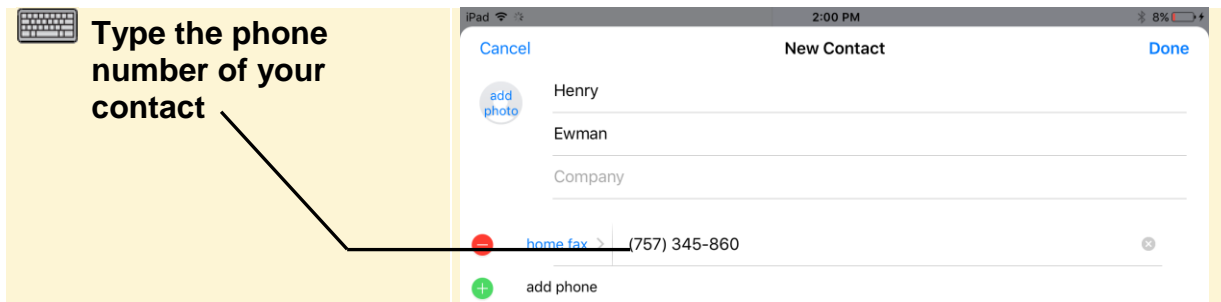 Type the phone
number of your
contact
iPad 2:00 PM 8%
Cancel New Contact Done
add
photo
Henry
Ewman
Company
home fax > (757) 345-860
add phone